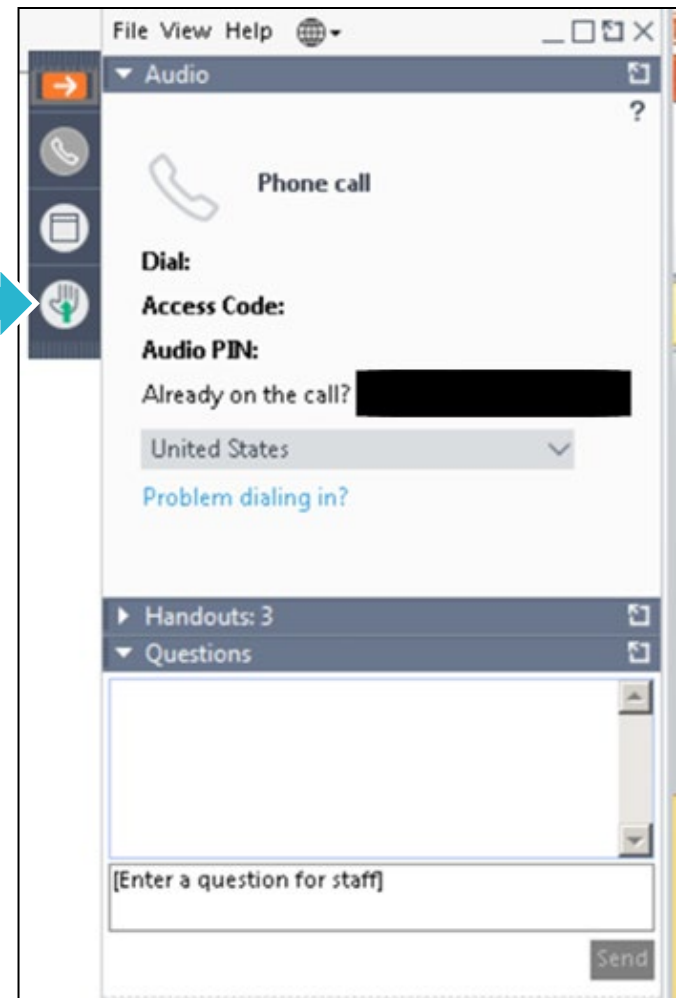 File View Help
Audio
?
Phone call
Dial:
Access Code:
Audio PIN:
Already on the call?
United States
Problem dialing in?
Handouts: 3
Questions
[Enter a question for staff]
Send